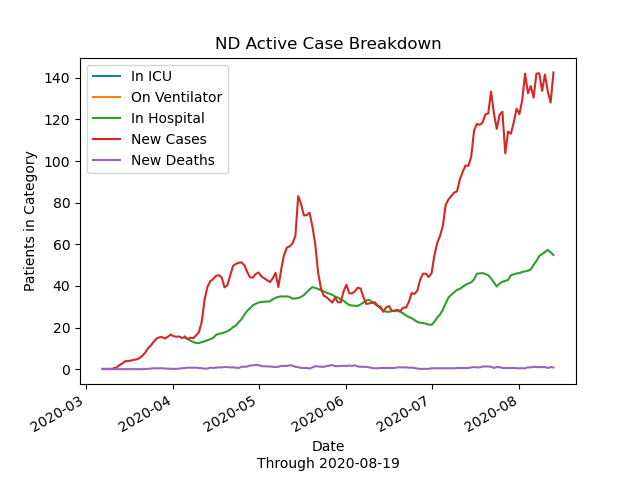 ND Active Case Breakdown
In ICU
On Ventilator
In Hospital
New Cases
New Deaths
Patients in Category
140
120
100
80
60
40
20
0
2020-03
2020-04
2020-05
2020-06
2020-07
2020-08
Date
Through 2020-08-19